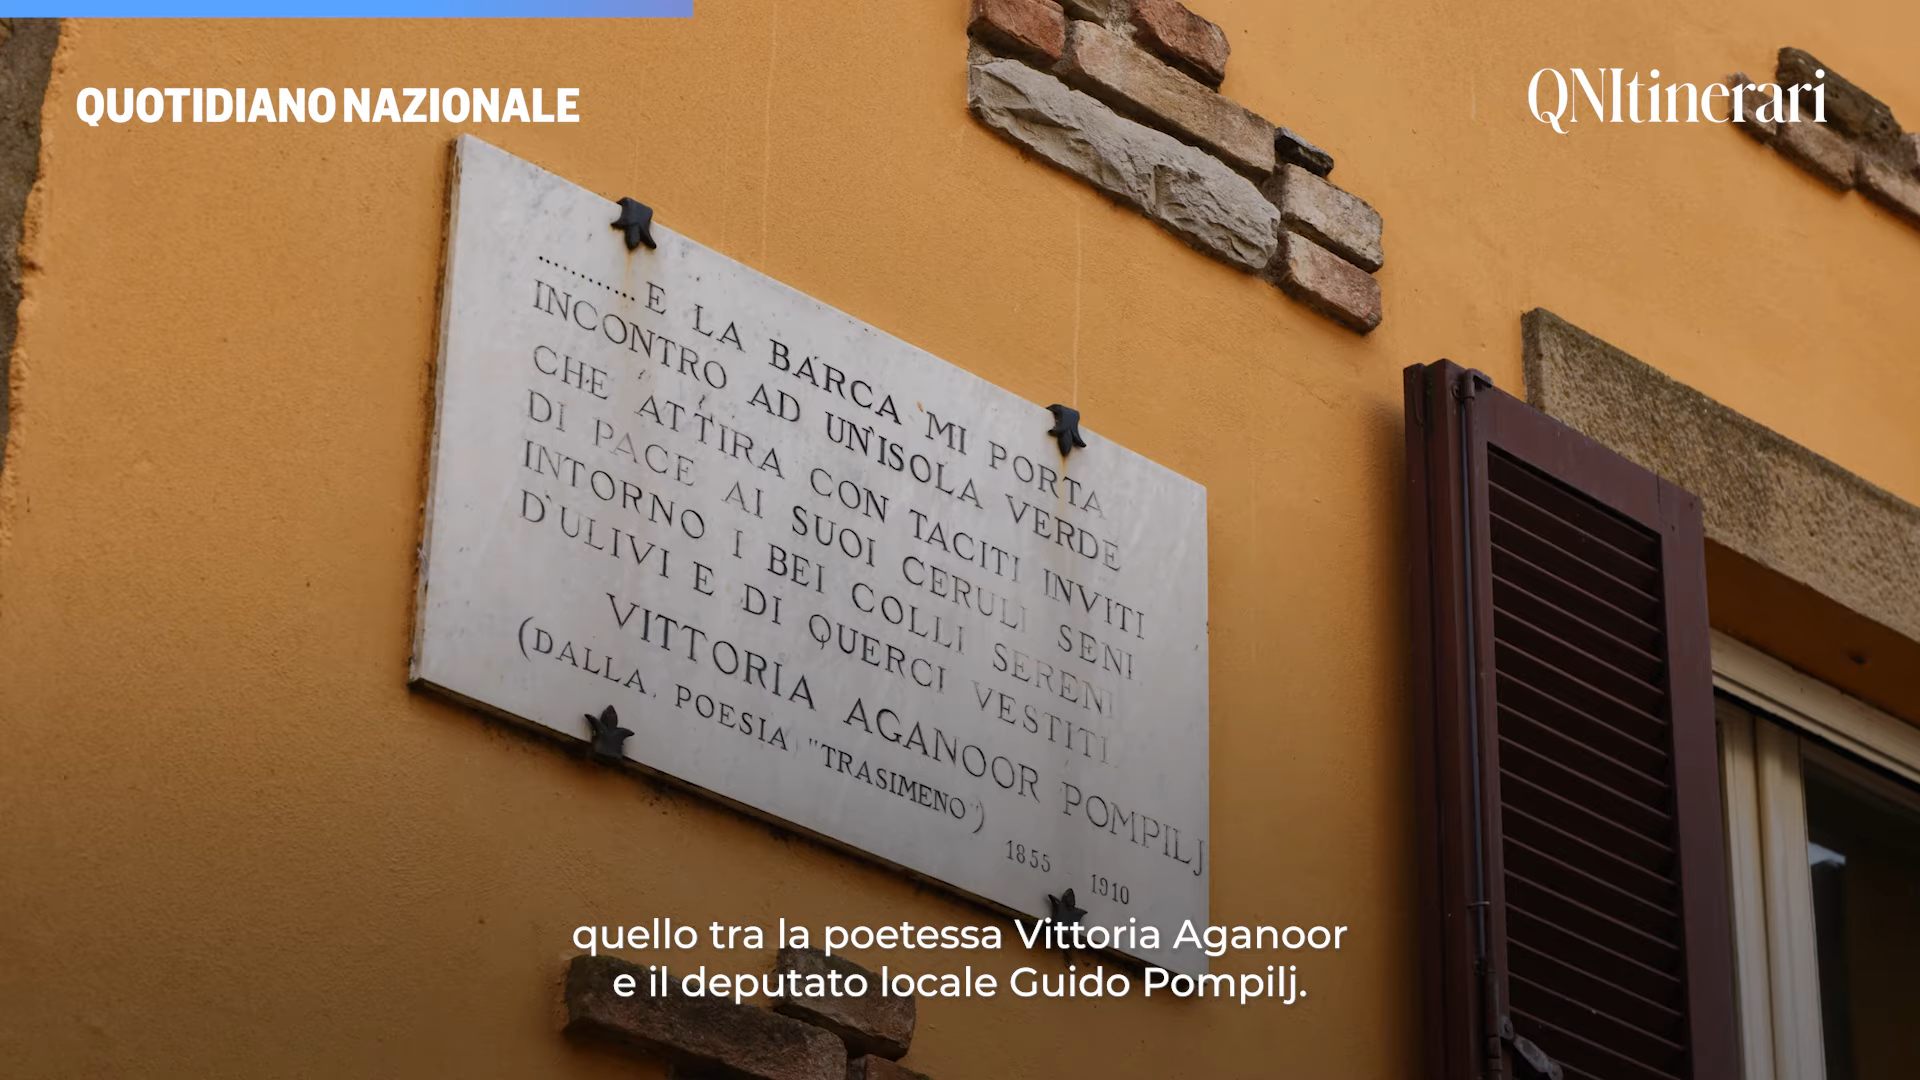 QUOTIDIANO NAZIONALE
QNItinerari
............E LA BARCA MI PORTA
INCONTRO AD UN'ISOLA VERDE
CHE ATTIRA CON TACITI INVITI
DI PACE AI SUOI CERULI SENI
INTORNO I BEI COLLI SERENI
D'ULIVI E DI QUERCI VESTITI.
VITTORIA AGANOOR POMPILJ
(DALLA POESIA "TRASIMENO")
1855 1910
quello tra la poetessa Vittoria Aganoor
e il deputato locale Guido Pompilj.